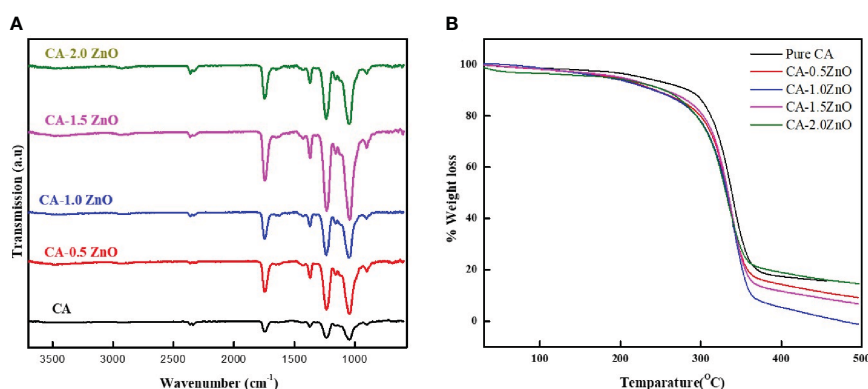 A
CA-2.0 ZnO
CA-1.5 ZnO
CA-1.0 ZnO
CA-0.5 ZnO
CA
Transmission (a.u)
3500 3000 2500 2000 1500 1000
Wavenumber (cm-1)
B
Pure CA
CA-0.5ZnO
CA-1.0ZnO
CA-1.5ZnO
CA-2.0ZnO
% Weight loss
100
80
60
40
20
0
100 200 300 400 500
Temparature(OC)